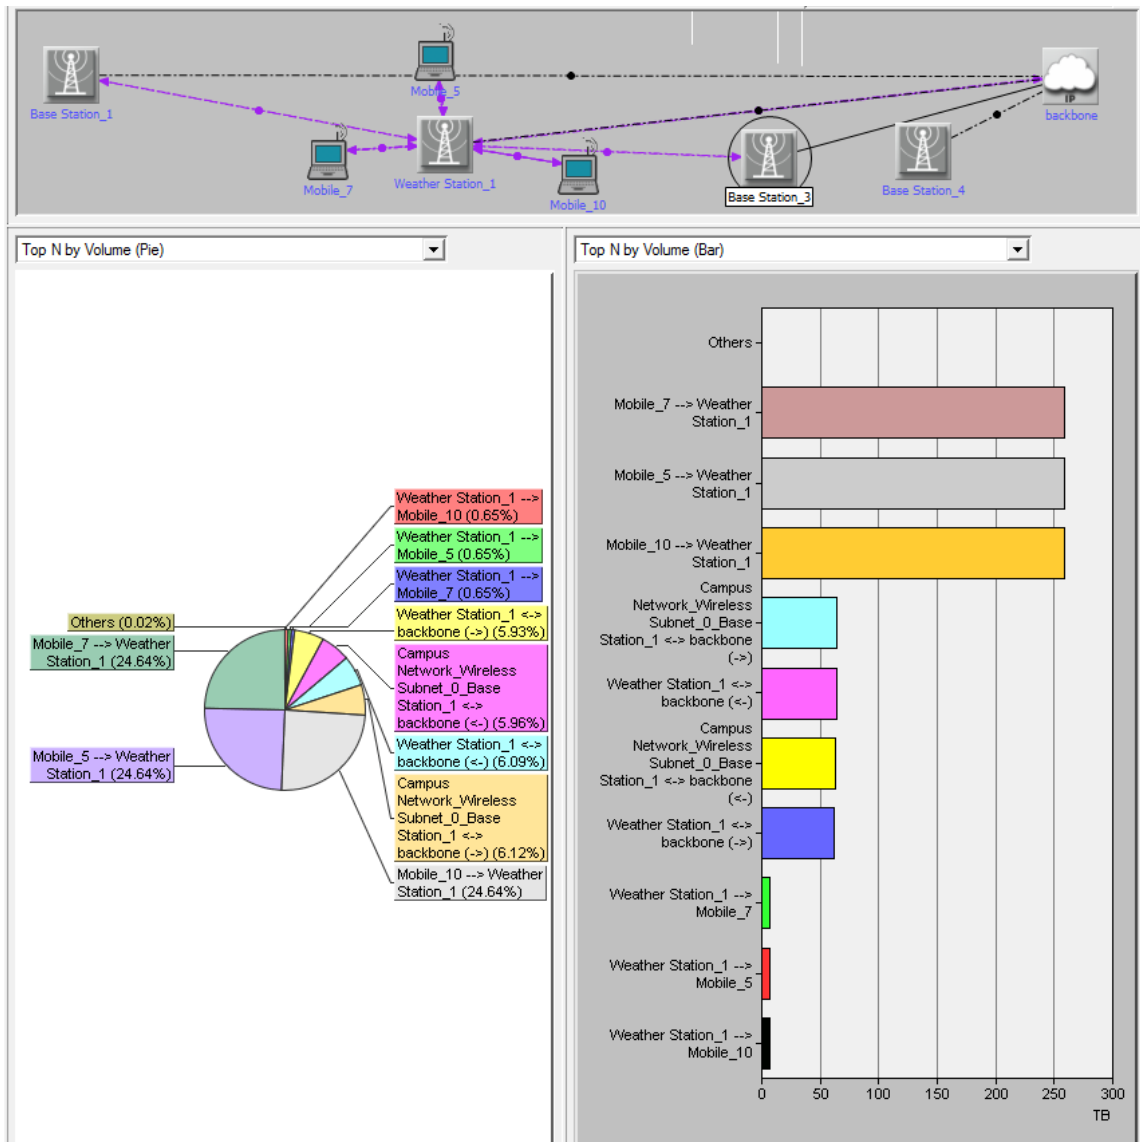 Mobile_5
Base Station_1
IP
backbone
Mobile_7
Weather Station_1
Mobile_10
Base Station_3
Base Station_4
Top N by Volume (Pie)
Weather Station_1 -->
Mobile_10 (0.65%)
Weather Station_1 -->
Mobile_5 (0.65%)
Weather Station_1 -->
Mobile_7 (0.65%)
Weather Station_1 <->
backbone (->) (5.93%)
Campus
Network_Wireless
Subnet_0_Base
Station_1 <->
backbone (<-) (5.96%)
Weather Station_1 <->
backbone (<-) (6.09%)
Campus
Network_Wireless
Subnet_0_Base
Station_1 <->
backbone (->) (6.12%)
Mobile_10 --> Weather
Station_1 (24.64%)
Others (0.02%)
Mobile_7 --> Weather
Station_1 (24.64%)
Mobile_5 --> Weather
Station_1 (24.64%)
Top N by Volume (Bar)
Others
Mobile_7 --> Weather
Station_1
Mobile_5 --> Weather
Station_1
Mobile_10 --> Weather
Station_1
Campus
Network_Wireless
Subnet_0_Base
Station_1 <-> backbone
(->)
Weather Station_1 <->
backbone (<-)
Campus
Network_Wireless
Subnet_0_Base
Station_1 <-> backbone
(<-)
Weather Station_1 <->
backbone (->)
Weather Station_1 -->
Mobile_7
Weather Station_1 -->
Mobile_5
Weather Station_1 -->
Mobile_10
0 50 100 150 200 250 300
TB